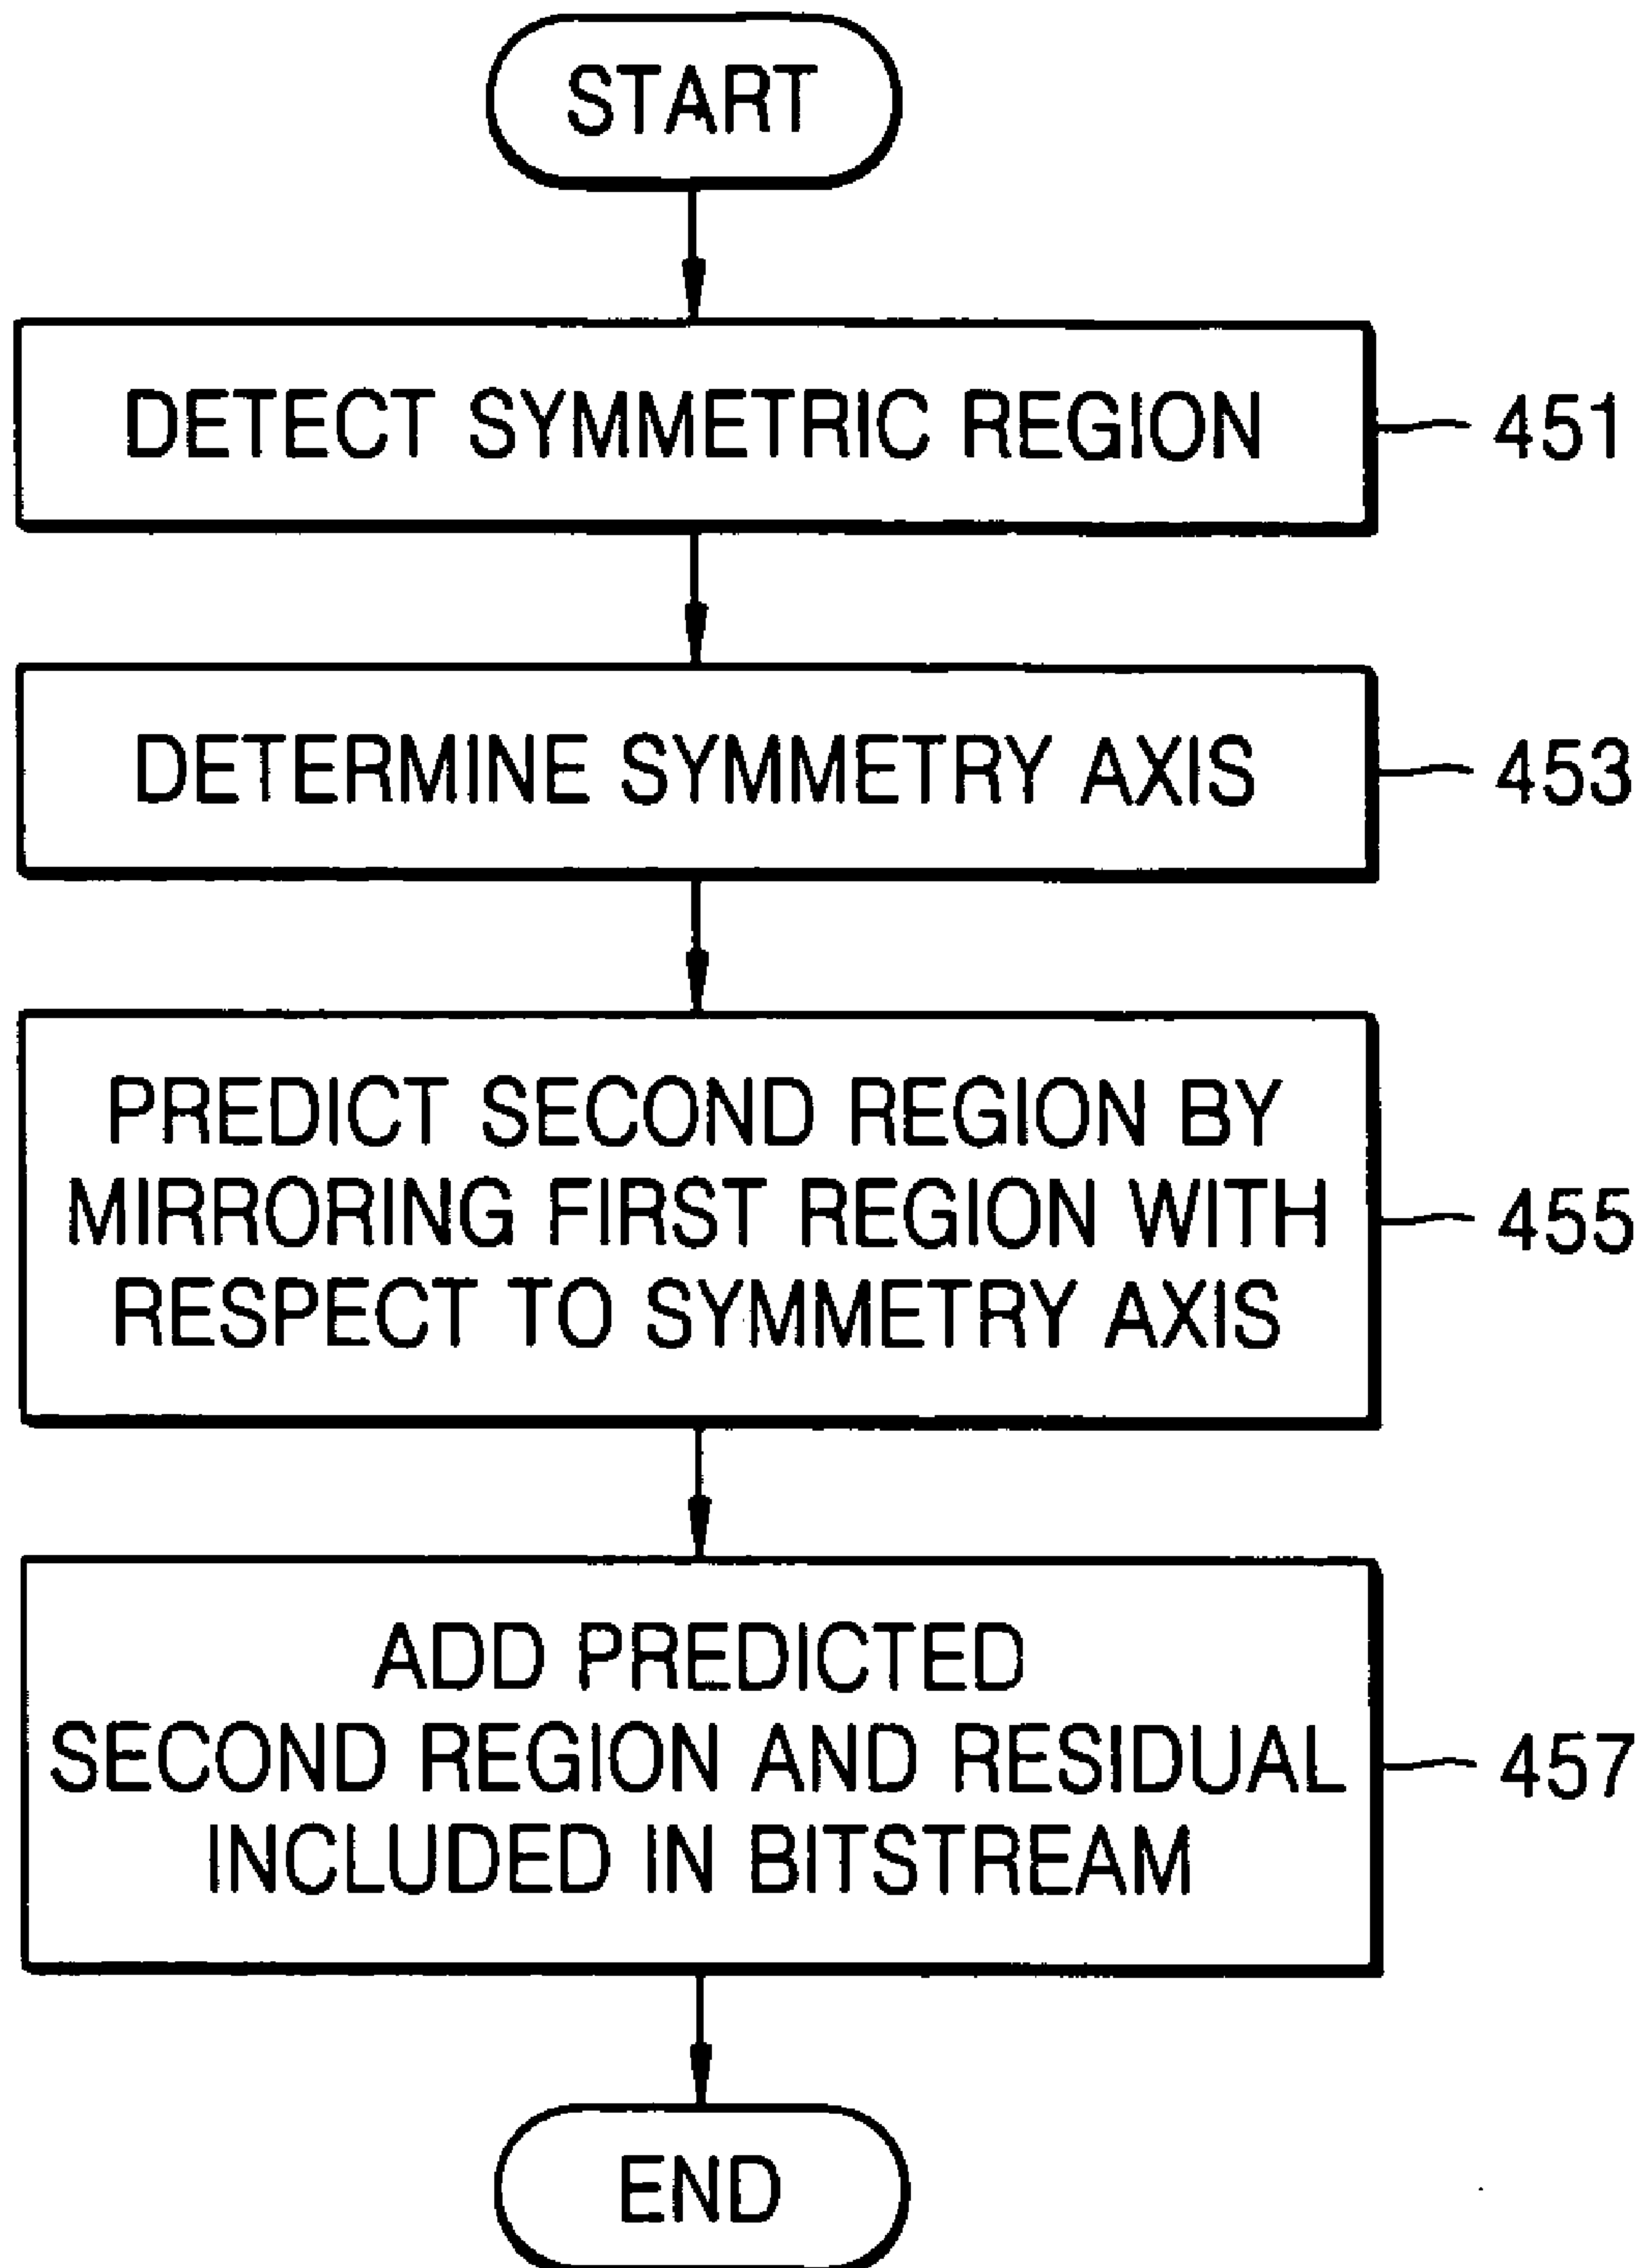 START
DETECT SYMMETRIC REGION
451
DETERMINE SYMMETRY AXIS
453
PREDICT SECOND REGION BY
MIRRORING FIRST REGION WITH
RESPECT TO SYMMETRY AXIS
455
ADD PREDICTED
SECOND REGION AND RESIDUAL
INCLUDED IN BITSTREAM
457
END